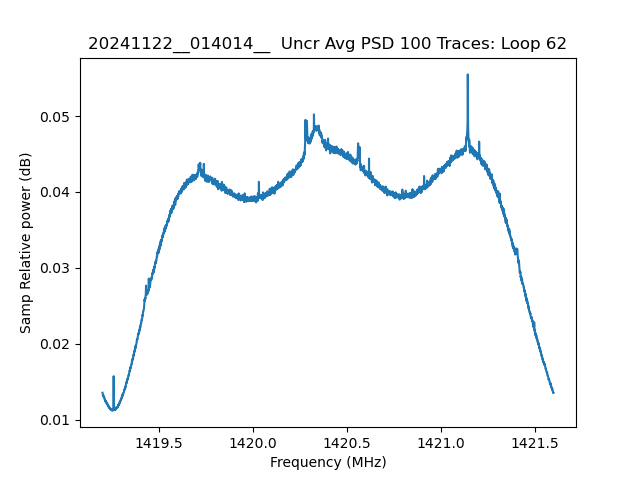 20241122__014014__  Uncr Avg PSD 100 Traces: Loop 62
Samp Relative power (dB)
0.05
0.04
0.03
0.02
0.01
1419.5 1420.0 1420.5 1421.0 1421.5
Frequency (MHz)